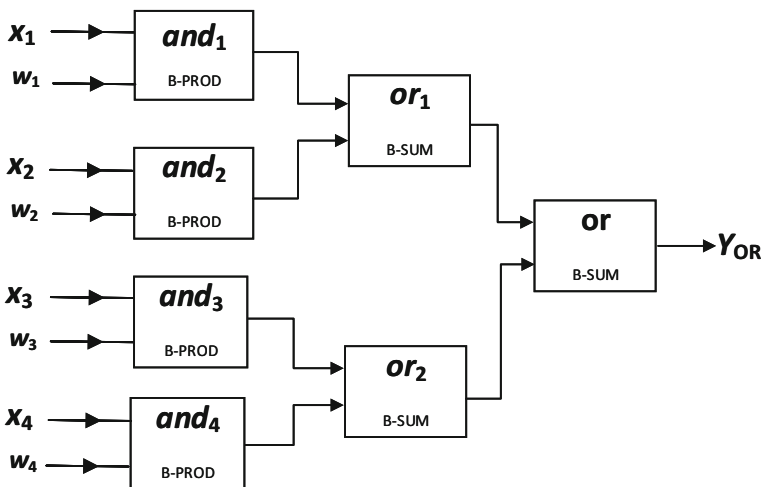 x₁
w₁
and₁
B-PROD
x₂
w₂
and₂
B-PROD
or₁
B-SUM
x₃
w₃
and₃
B-PROD
x₄
w₄
and₄
B-PROD
or₂
B-SUM
or
B-SUM
Y_OR